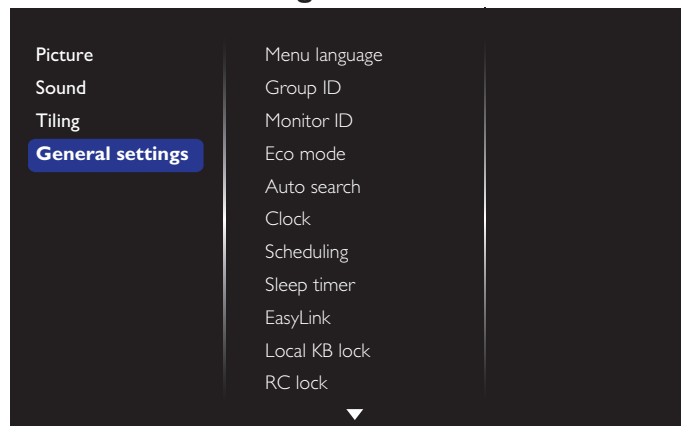 Picture
Sound
Tiling
General settings
Menu language
Group ID
Monitor ID
Eco mode
Auto search
Clock
Scheduling
Sleep timer
EasyLink
Local KB lock
RC lock